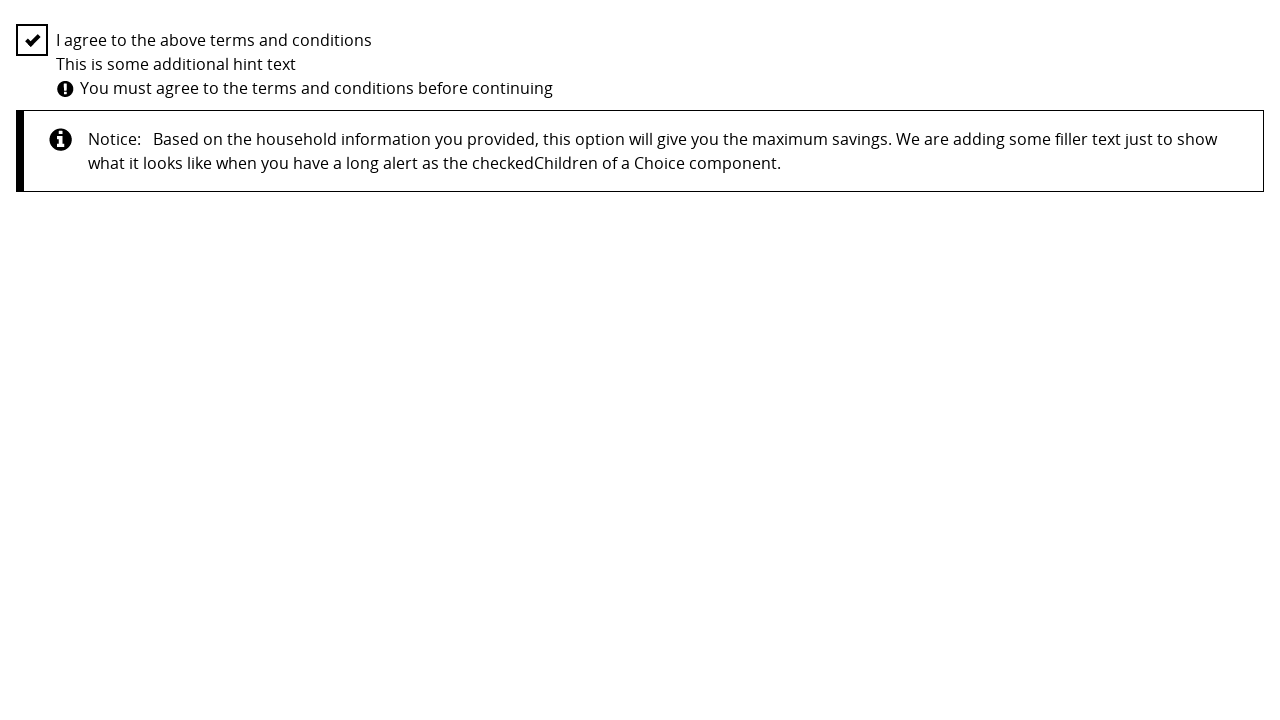 I agree to the above terms and conditions
This is some additional hint text
You must agree to the terms and conditions before continuing
Notice: Based on the household information you provided, this option will give you the maximum savings. We are adding some filler text just to show
what it looks like when you have a long alert as the checkedChildren of a Choice component.